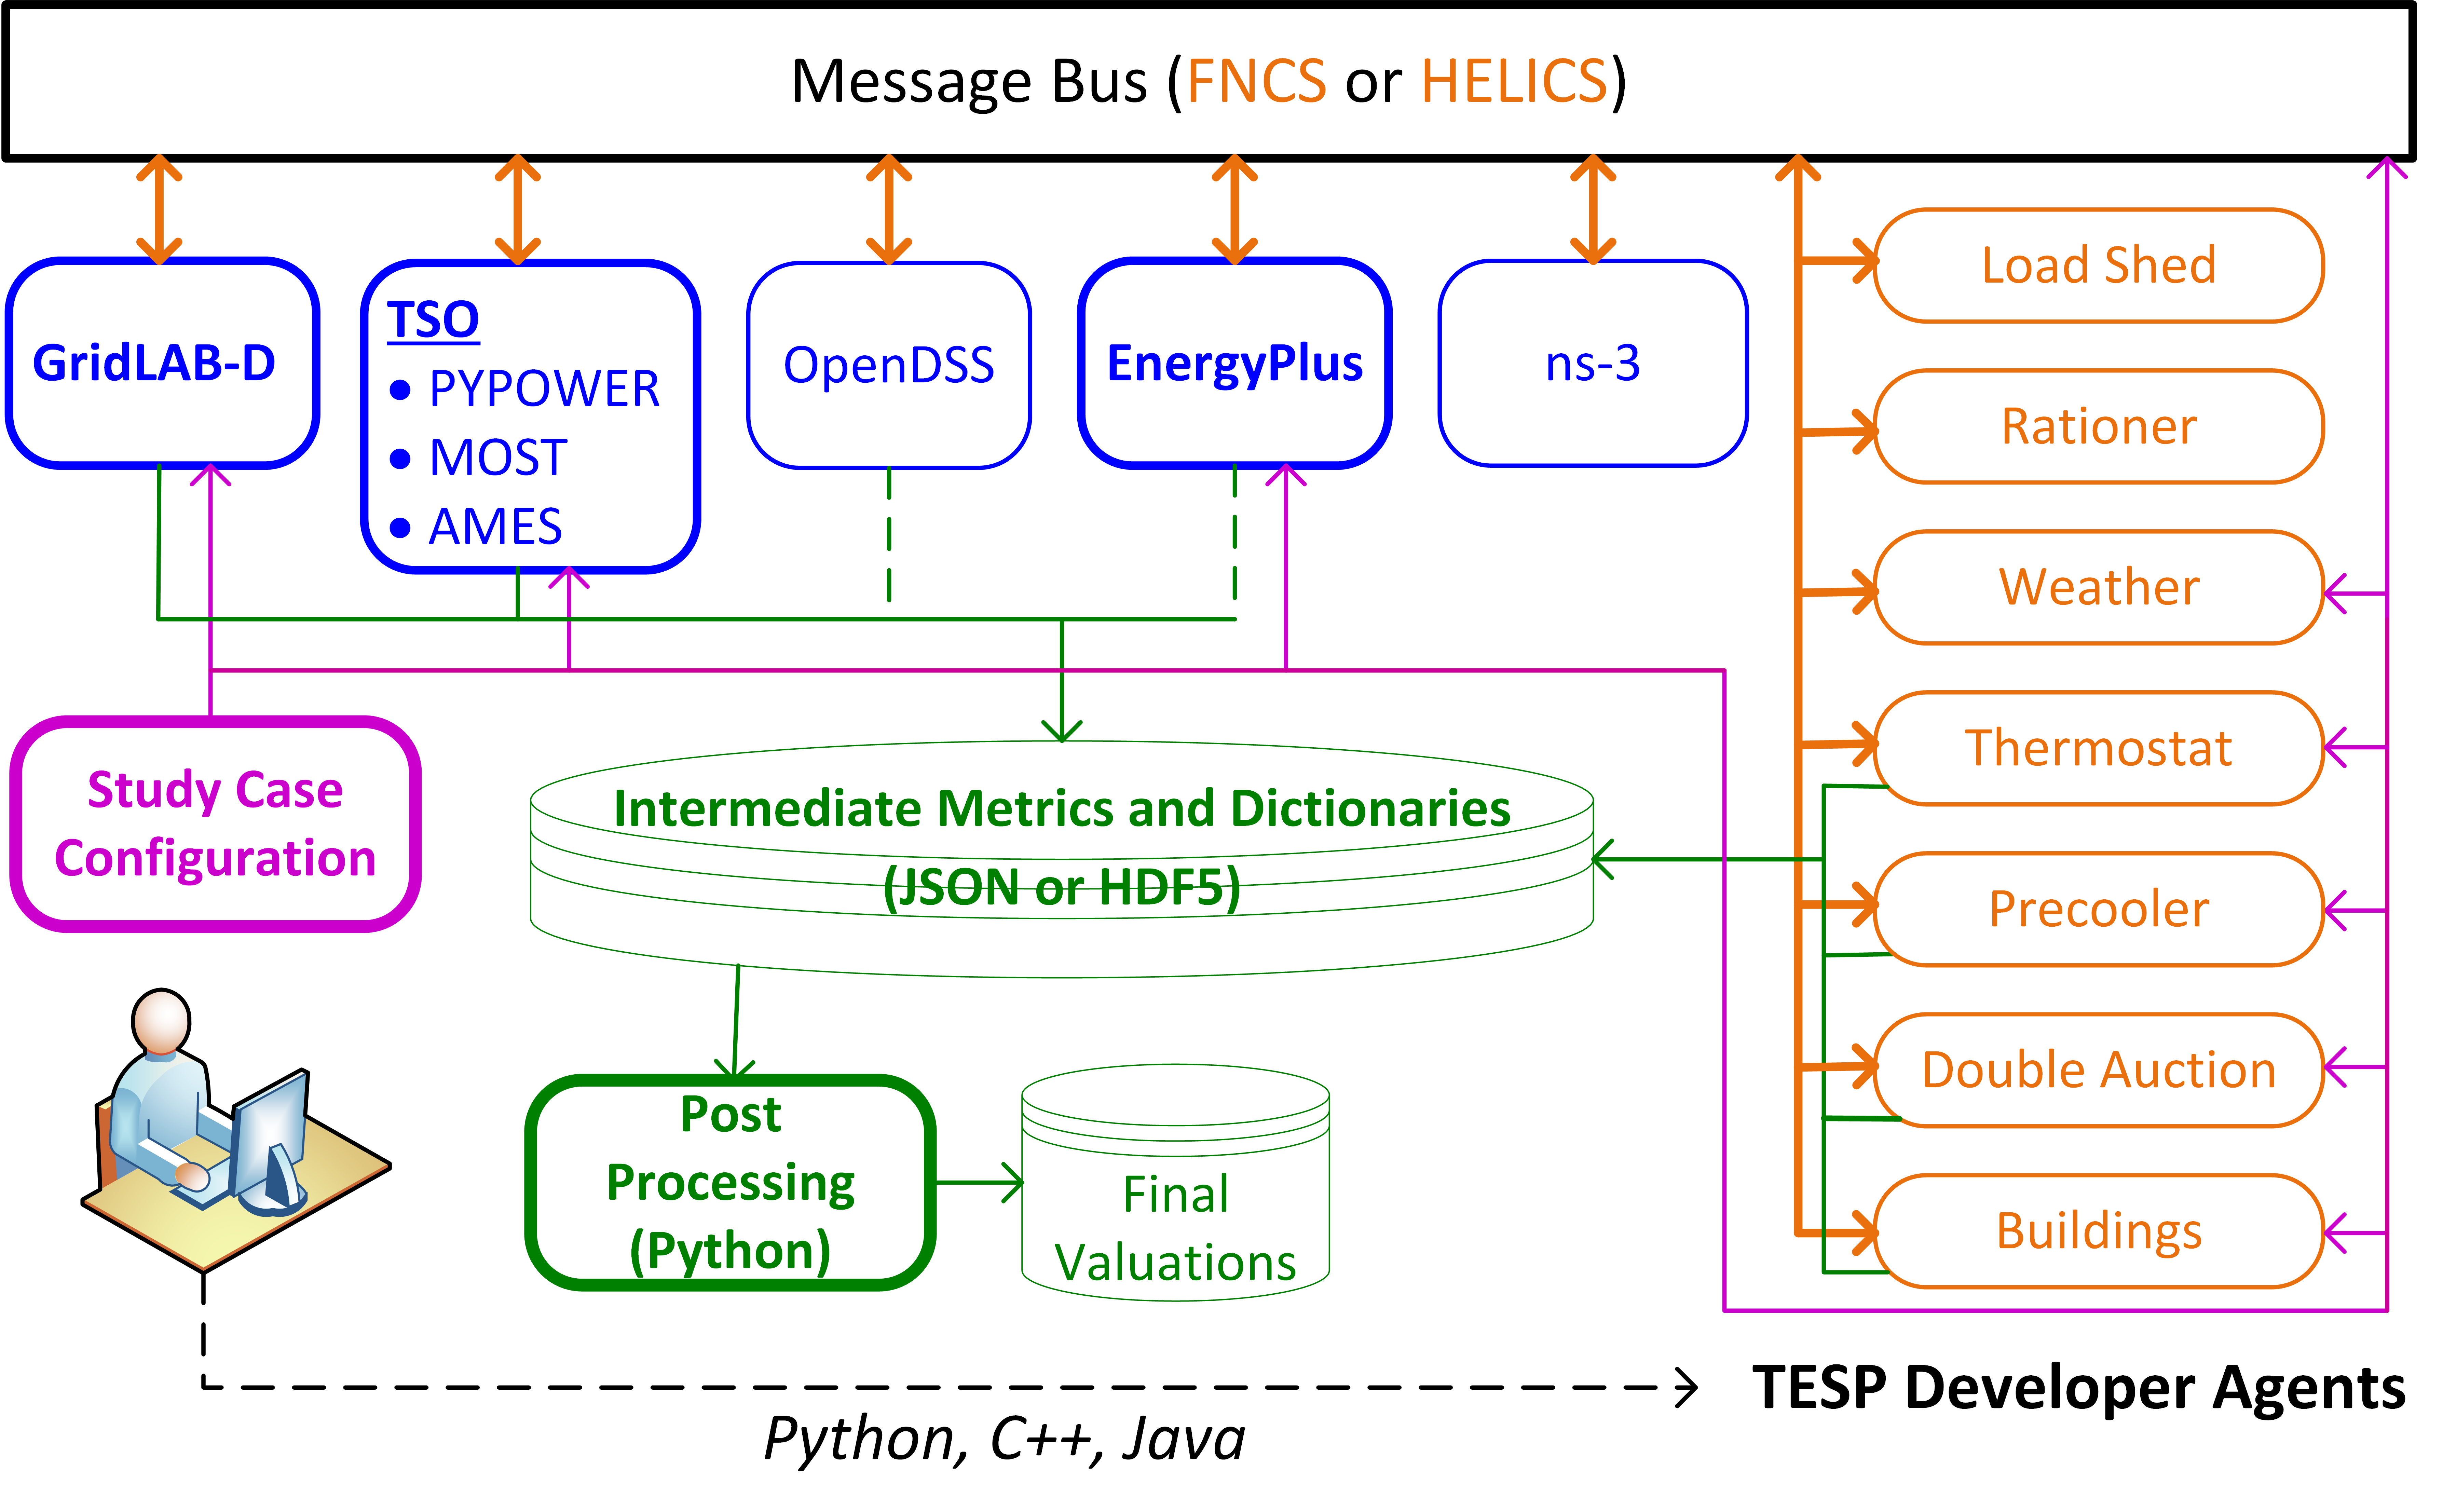 Message Bus (FNCS or HELICS)
GridLAB-D
TSO
• PYPOWER
• MOST
• AMES
OpenDSS
EnergyPlus
ns-3
Load Shed
Rationer
Weather
Thermostat
Precooler
Double Auction
Buildings
Study Case
Configuration
Intermediate Metrics and Dictionaries
(JSON or HDF5)
Post
Processing
(Python)
Final
Valuations
TESP Developer Agents
Python, C++, Java